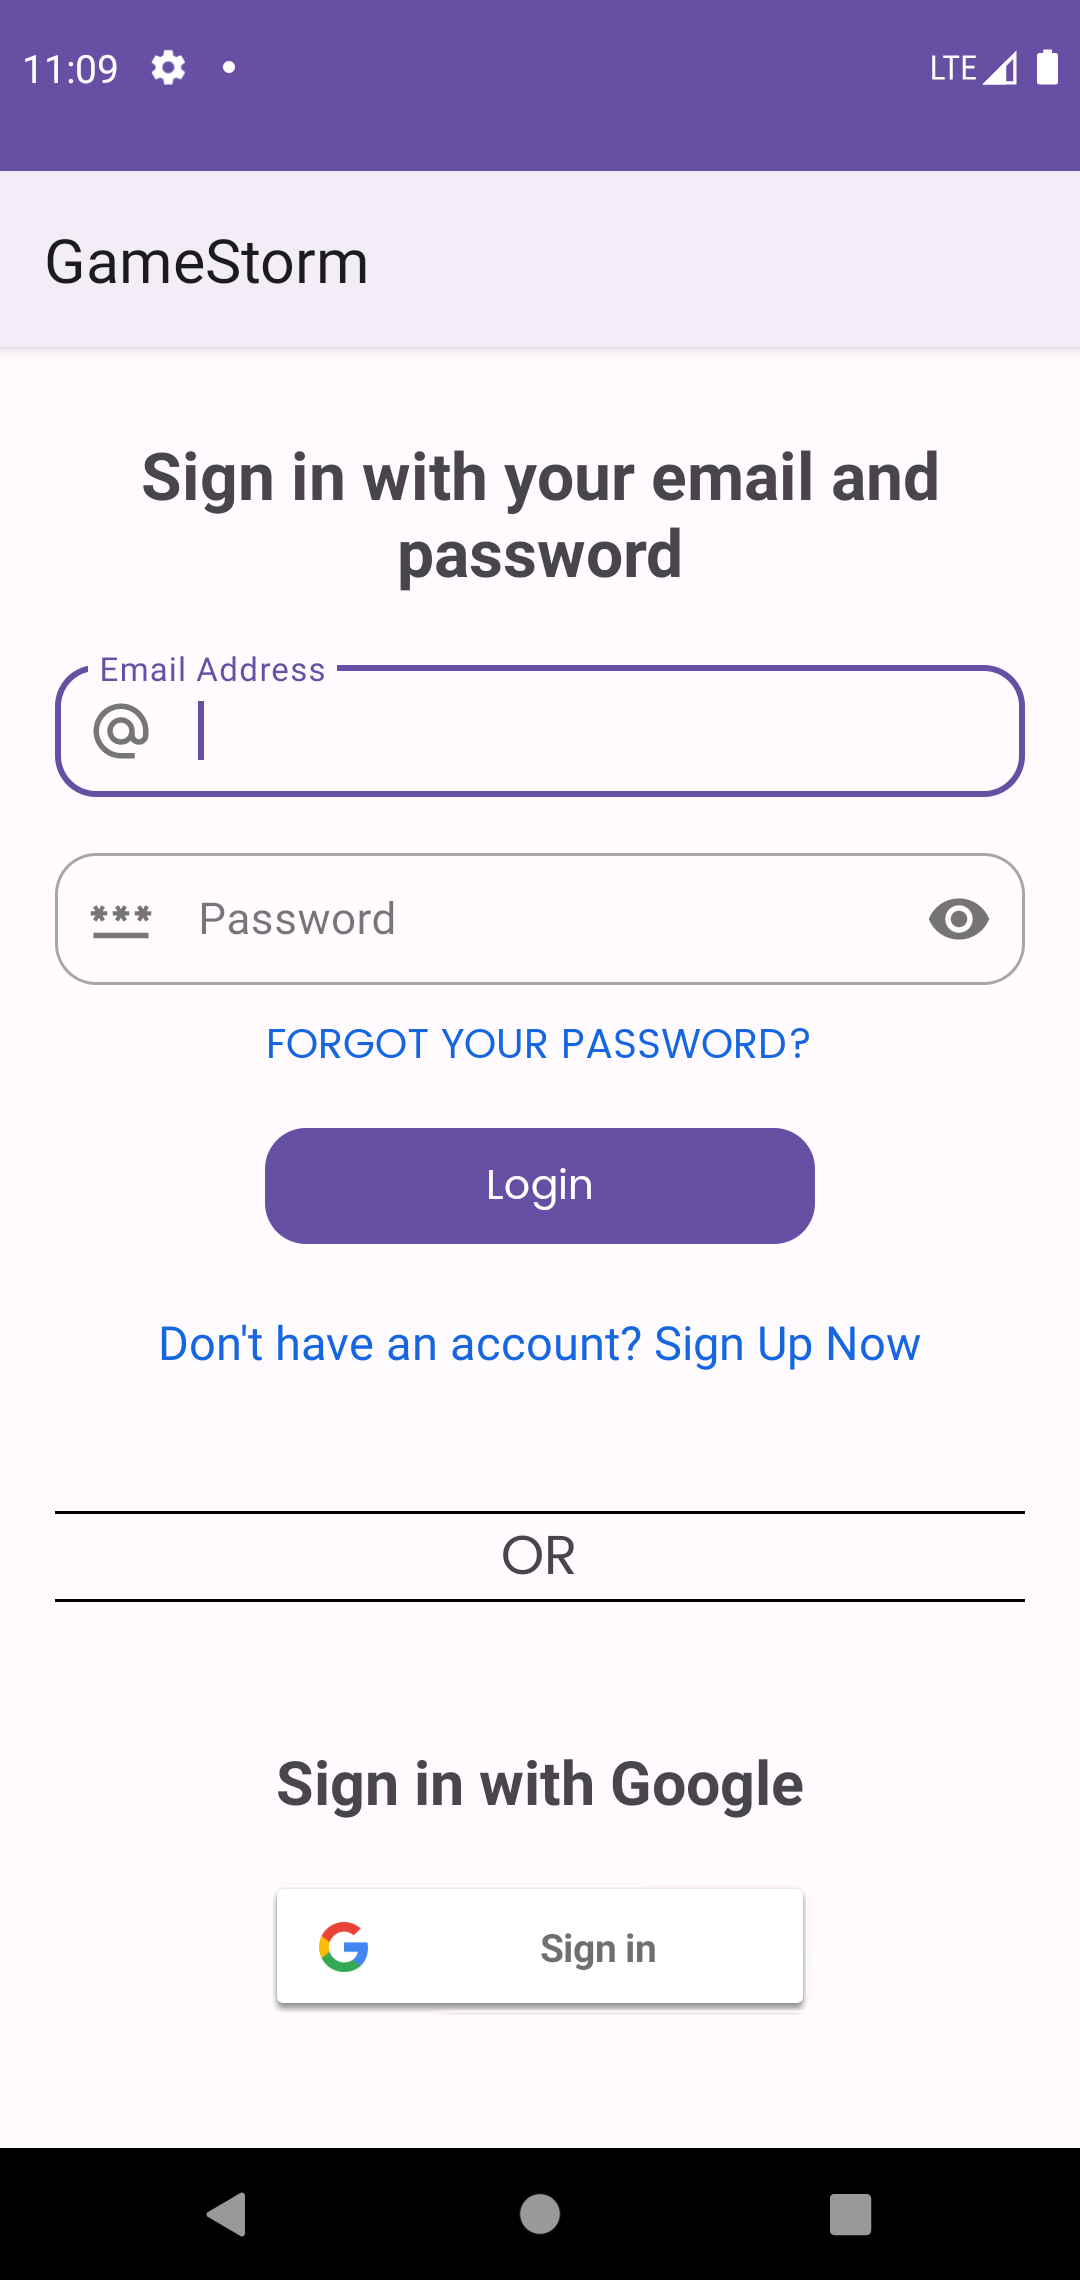 11:09
LTE
GameStorm
Sign in with your email and
password
Email Address
Password
FORGOT YOUR PASSWORD?
Login
Don't have an account? Sign Up Now
OR
Sign in with Google
Sign in